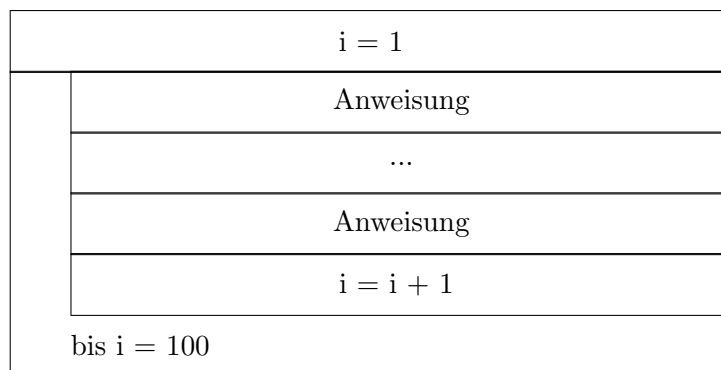 i = 1
Anweisung
...
Anweisung
i = i + 1
bis i = 100